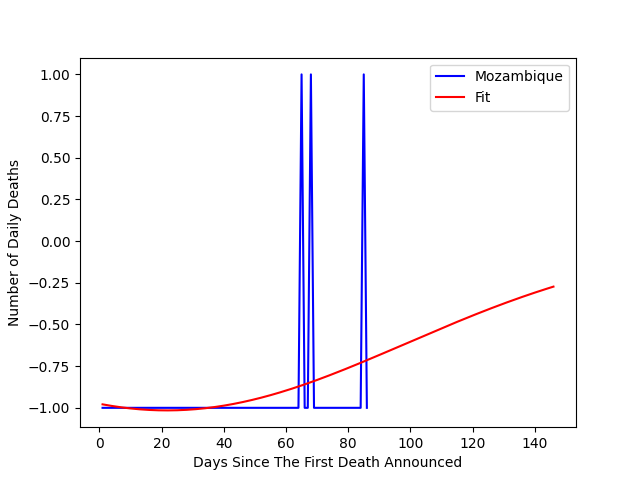 Mozambique
Fit
1.00
0.75
0.50
0.25
0.00
−0.25
−0.50
−0.75
−1.00
Number of Daily Deaths
0 20 40 60 80 100 120 140
Days Since The First Death Announced